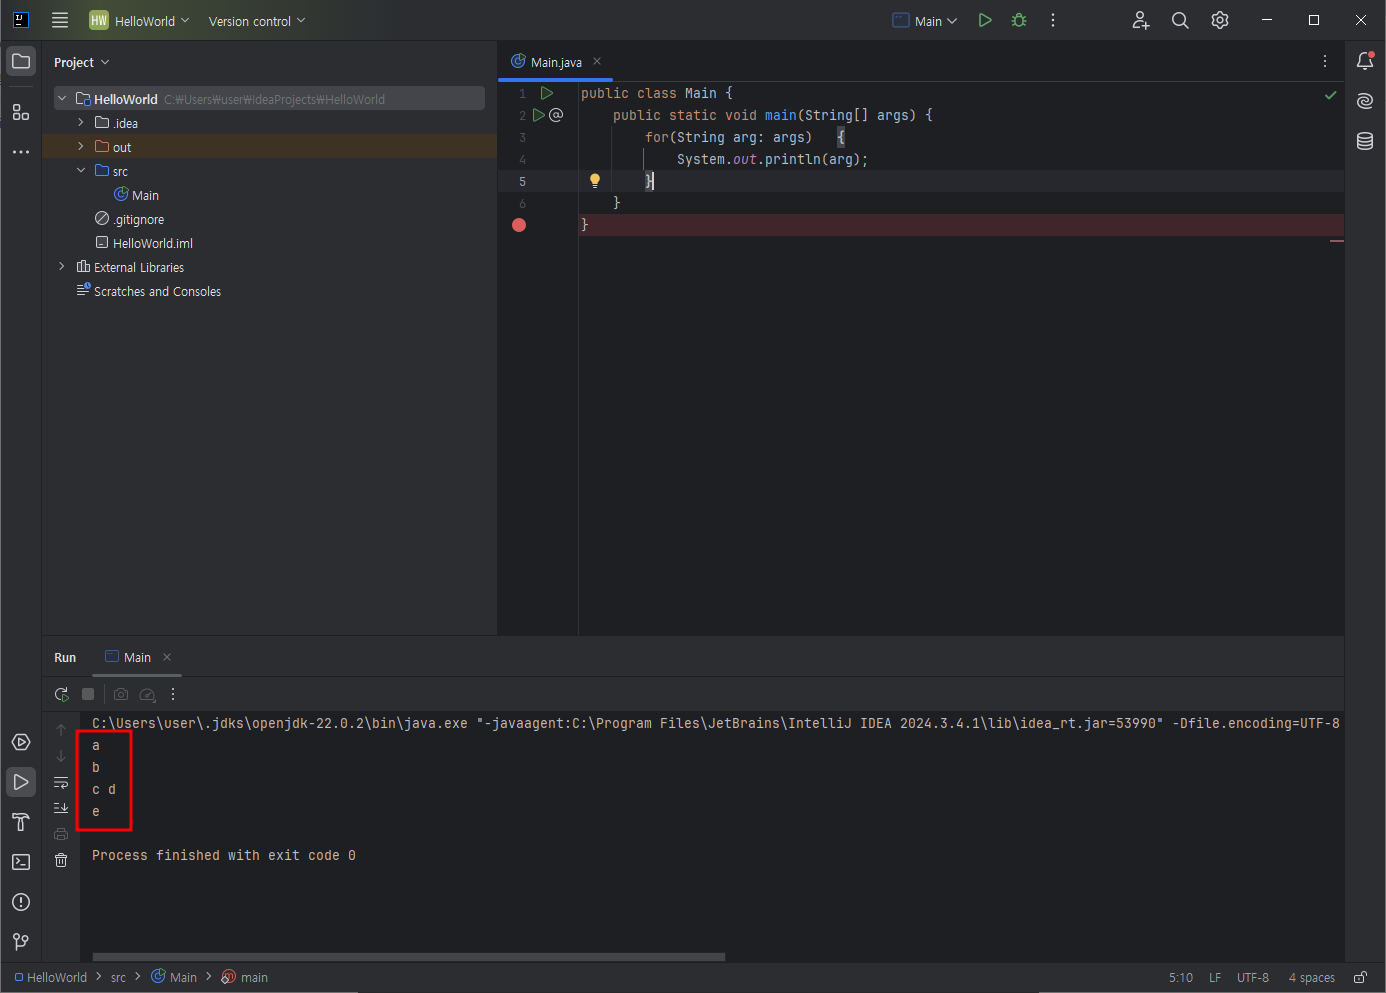 HW HelloWorld Version control Main
Project
Main.java
HelloWorld C:₩Users₩user₩IdeaProjects₩HelloWorld
.idea
out
src
Main
.gitignore
HelloWorld.iml
External Libraries
Scratches and Consoles
1 public class Main {
2 public static void main(String[] args) {
3 for(String arg: args) {
4 System.out.println(arg);
5 }
6 }
}
Run Main
C:\Users\user\.jdks\openjdk-22.0.2\bin\java.exe "-javaagent:C:\Program Files\JetBrains\IntelliJ IDEA 2024.3.4.1\lib\idea_rt.jar=53990" -Dfile.encoding=UTF-8
a
b
c d
e
Process finished with exit code 0
HelloWorld > src > Main > main 5:10 LF UTF-8 4 spaces